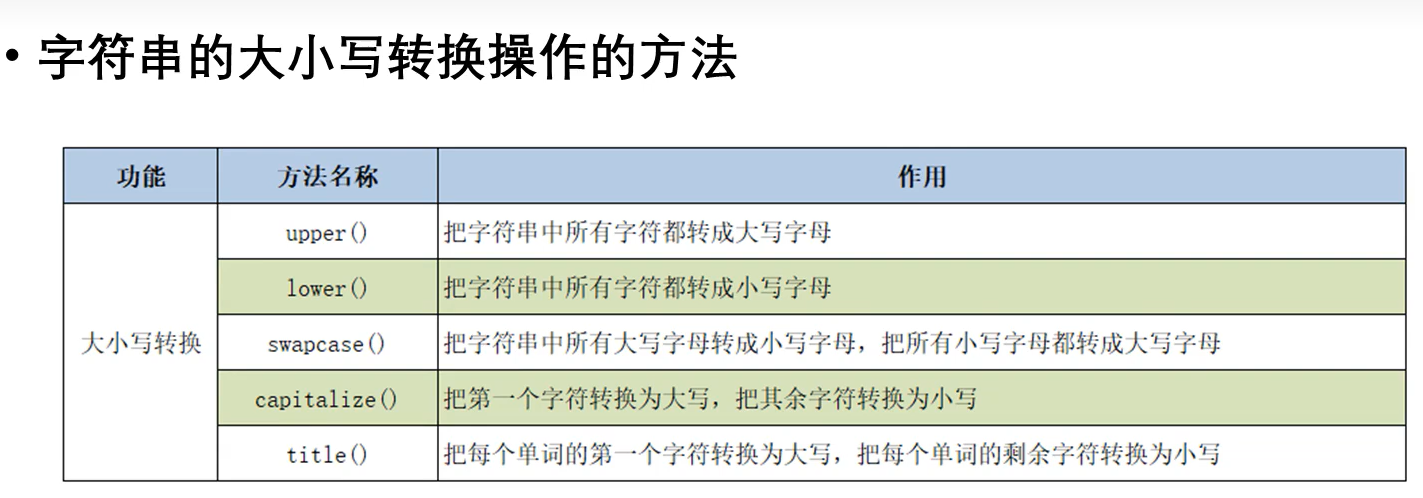 • 字符串的大小写转换操作的方法
功能 方法名称 作用
大小写转换
upper() 把字符串中所有字符都转成大写字母
lower() 把字符串中所有字符都转成小写字母
swapcase() 把字符串中所有大写字母转成小写字母，把所有小写字母都转成大写字母
capitalize() 把第一个字符转换为大写，把其余字符转换为小写
title() 把每个单词的第一个字符转换为大写，把每个单词的剩余字符转换为小写